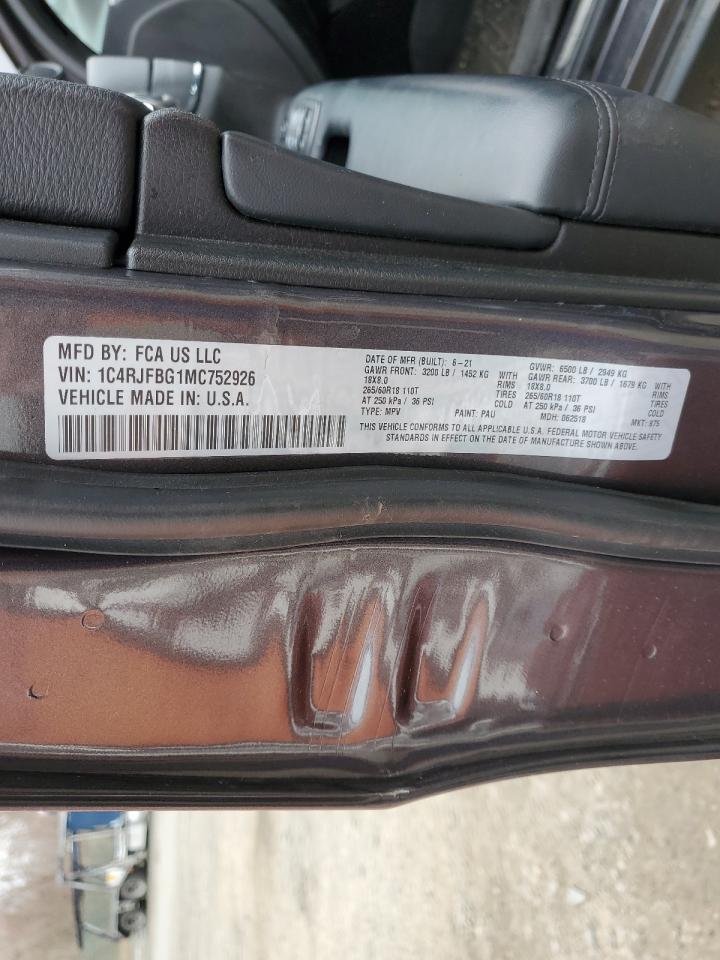 MFD BY: FCA US LLC
VIN: 1C4RJFBG1MC752926
VEHICLE MADE IN: U.S.A.
DATE OF MFR (BUILT): 6-21
GVWR: 6500 LB / 2949 KG
GAWR FRONT: 3200 LB / 1452 KG WITH
GAWR REAR: 3700 LB / 1679 KG WITH
18X8.0 RIMS
18X8.0 RIMS
265/60R18 110T TIRES
265/60R18 110T TIRES
AT 250 kPa / 36 PSI COLD
AT 250 kPa / 36 PSI COLD
TYPE: MPV PAINT: PAU MDH: 062518 MKT: 875
THIS VEHICLE CONFORMS TO ALL APPLICABLE U.S.A. FEDERAL MOTOR VEHICLE SAFETY
STANDARDS IN EFFECT ON THE DATE OF MANUFACTURE SHOWN ABOVE.